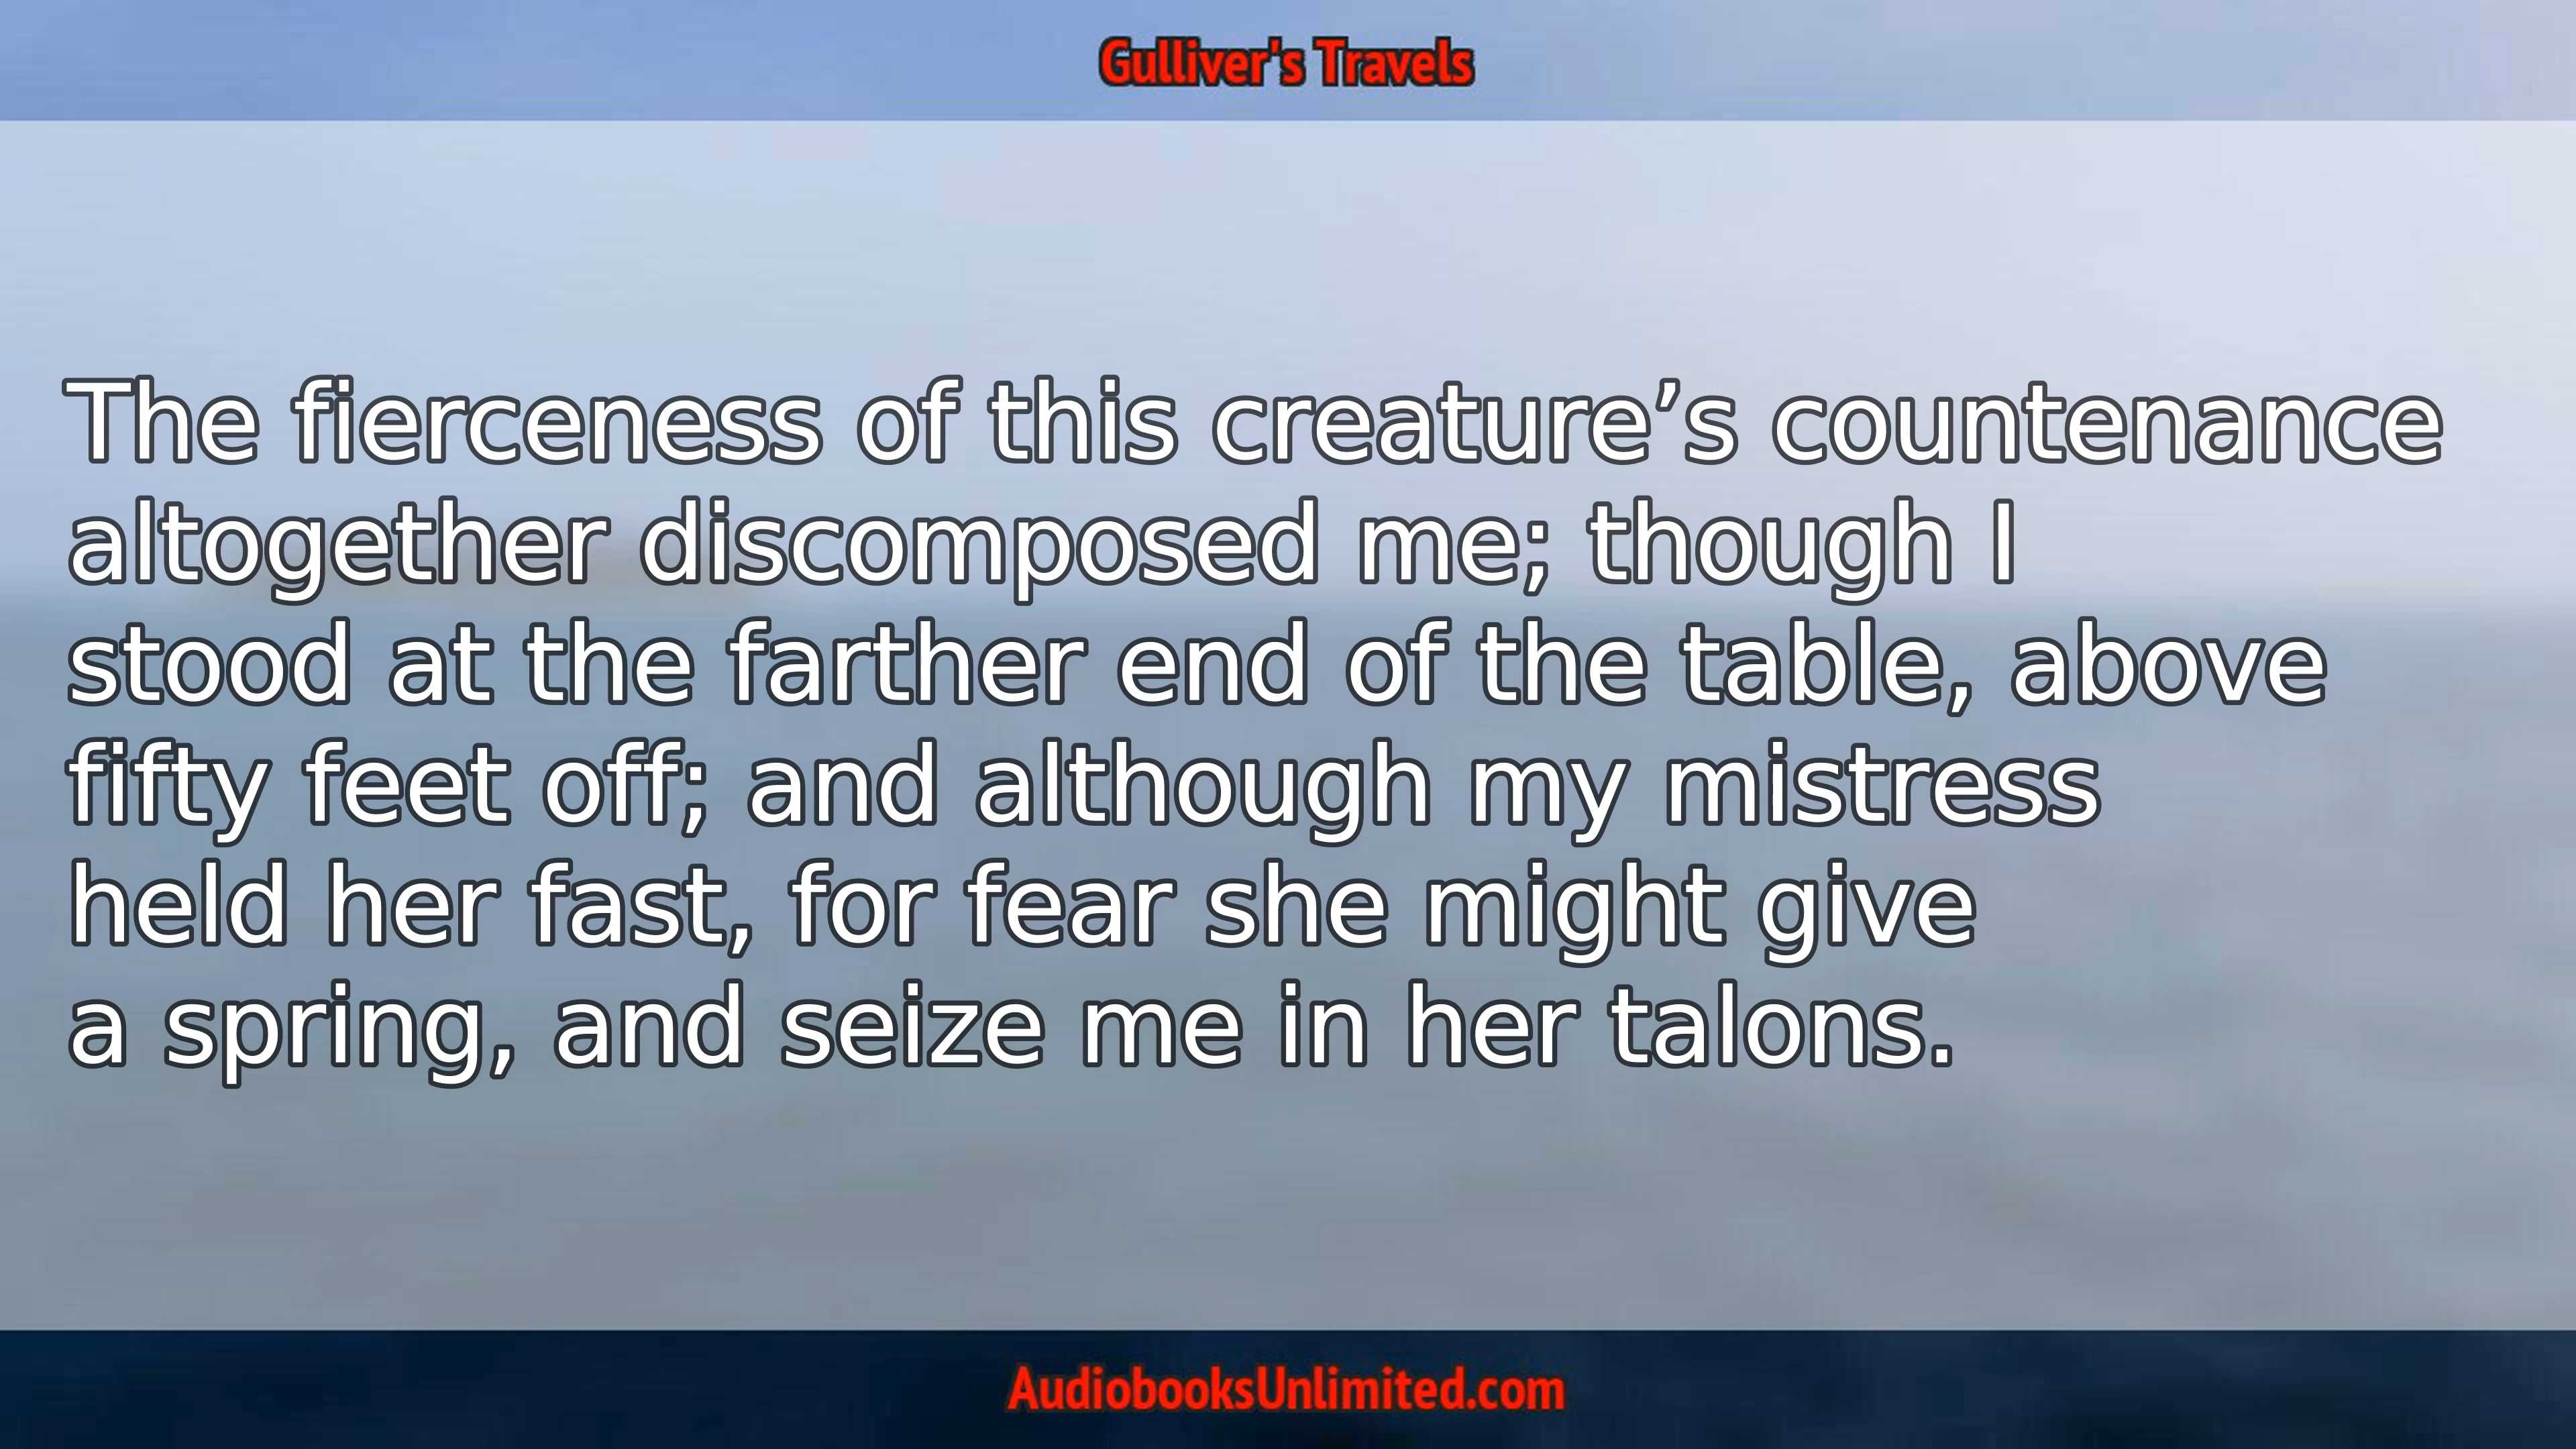 Gulliver's Travels
The fierceness of this creature’s countenance
altogether discomposed me; though I
stood at the farther end of the table, above
fifty feet off; and although my mistress
held her fast, for fear she might give
a spring, and seize me in her talons.
AudiobooksUnlimited.com